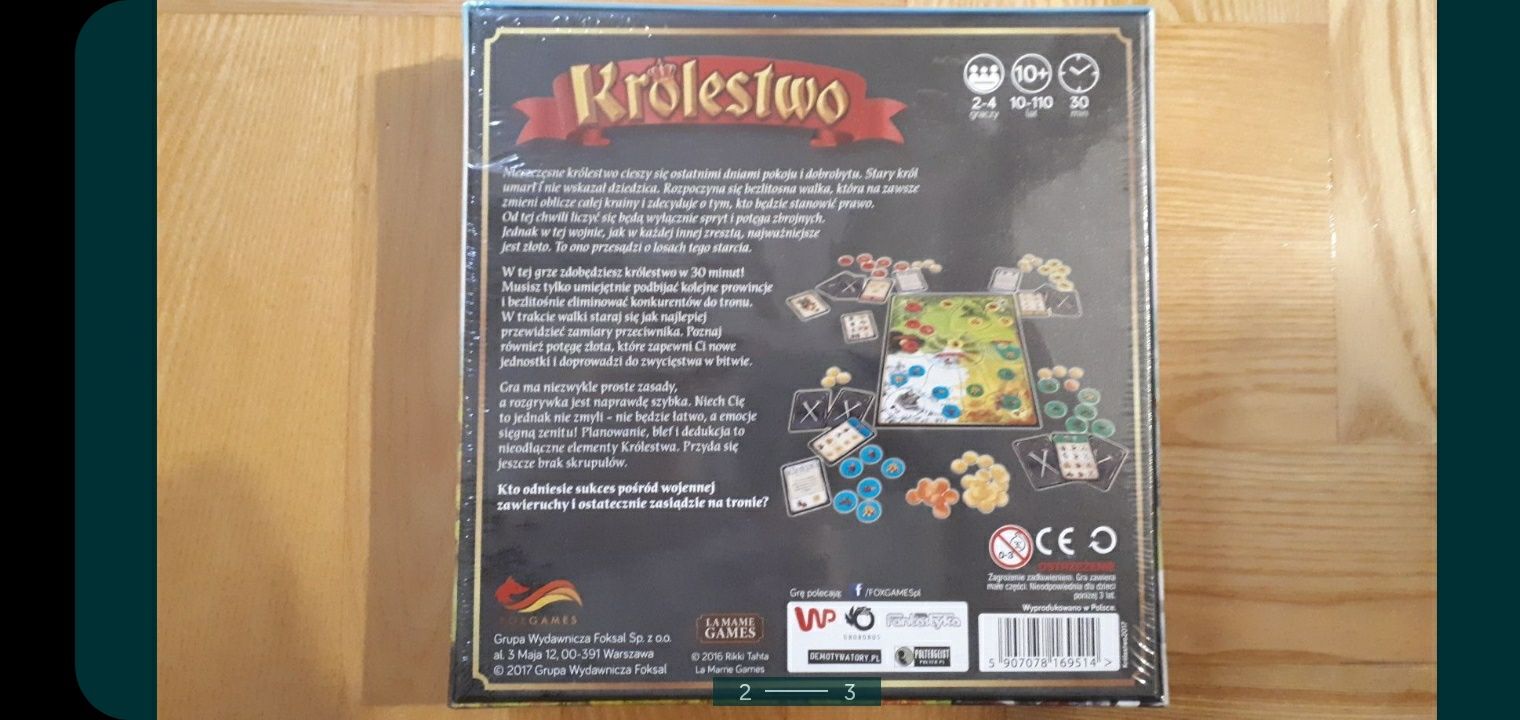 Królestwo
10+
2-4 10-110 30
graczy lat min
królestwo cieszy się ostatnimi dniami pokoju i dobrobytu. Stary król
umarł i nie wskazał dziedzica. Rozpoczyna się bezlitosna walka, która na zawsze
zmieni oblicze całej krainy i zdecyduje o tym, kto będzie stanowić prawo.
Od tej chwili liczyć się będą wyłącznie spryt i potęga zbrojnych.
Jednak w tej wojnie, jak w każdej innej zresztą, najważniejsze
jest złoto. To ono przesądzi o losach tego starcia.
W tej grze zdobędziesz królestwo w 30 minut!
Musisz tylko umiejętnie podbijać kolejne prowincje
i bezlitośnie eliminować konkurentów do tronu.
W trakcie walki staraj się jak najlepiej
przewidzieć zamiary przeciwnika. Poznaj
również potęgę złota, które zapewni Ci nowe
jednostki i doprowadzi do zwycięstwa w bitwie.
Gra ma niezwykle proste zasady,
a rozgrywka jest naprawdę szybka. Niech Cię
to jednak nie zmyli – nie będzie łatwo, a emocje
sięgną zenitu! Planowanie, blef i dedukcja to
nieodłączne elementy Królestwa. Przyda się
jeszcze brak skrupułów.
Kto odniesie sukces pośród wojennej
zawieruchy i ostatecznie zasiądzie na tronie?
0-3 CE
OSTRZEŻENIE
Zagrożenie zadławieniem. Gra zawiera
małe części. Nieodpowiednia dla dzieci
poniżej 3 lat.
Wyprodukowano w Polsce.
FOXGAMES
Grupa Wydawnicza Foksal Sp. z o.o.
al. 3 Maja 12, 00-391 Warszawa
© 2017 Grupa Wydawnicza Foksal
LA MAME
GAMES
© 2016 Rikki Tahta
La Mame Games
Grę polecają: f /FOXGAMESpl
WP Fantastyka
DEMOTYWATORY.PL POLTERGEIST
5 907078 169514 >
Królestwo2017
2 3